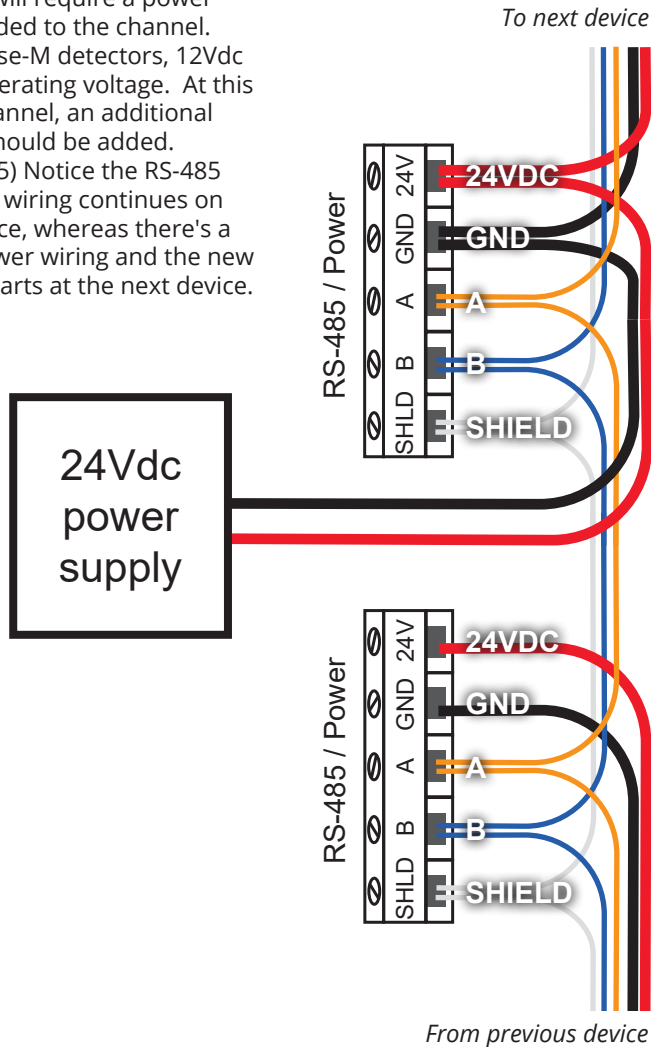 will require a power
ded to the channel.
se-M detectors, 12Vdc
erating voltage. At this
annel, an additional
hould be added.
5) Notice the RS-485
wiring continues on
ce, whereas there's a
wer wiring and the new
arts at the next device.
To next device
RS-485 / Power
24V
GND
A
B
SHLD
24VDC
GND
A
B
SHIELD
24Vdc
power
supply
RS-485 / Power
24V
GND
A
B
SHLD
24VDC
GND
A
B
SHIELD
From previous device